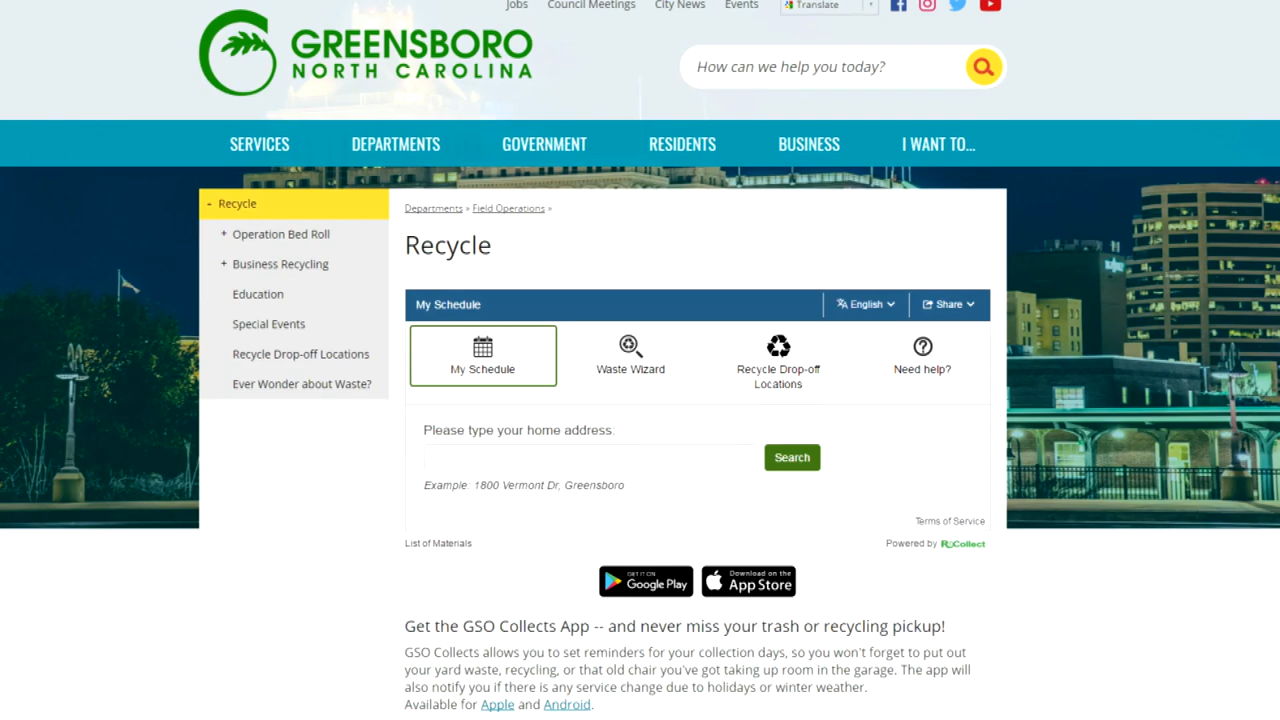 Jobs Council Meetings City News Events Translate
GREENSBORO
NORTH CAROLINA
How can we help you today?
SERVICES DEPARTMENTS GOVERNMENT RESIDENTS BUSINESS I WANT TO...
- Recycle
+ Operation Bed Roll
+ Business Recycling
Education
Special Events
Recycle Drop-off Locations
Ever Wonder about Waste?
Departments » Field Operations »
Recycle
My Schedule English Share
My Schedule
Waste Wizard
Recycle Drop-off
Locations
Need help?
Please type your home address:
Search
Example: 1800 Vermont Dr, Greensboro
Terms of Service
List of Materials
Powered by ReCollect
GET IT ON
Google Play
Download on the
App Store
Get the GSO Collects App -- and never miss your trash or recycling pickup!
GSO Collects allows you to set reminders for your collection days, so you won't forget to put out
your yard waste, recycling, or that old chair you've got taking up room in the garage. The app will
also notify you if there is any service change due to holidays or winter weather.
Available for Apple and Android.